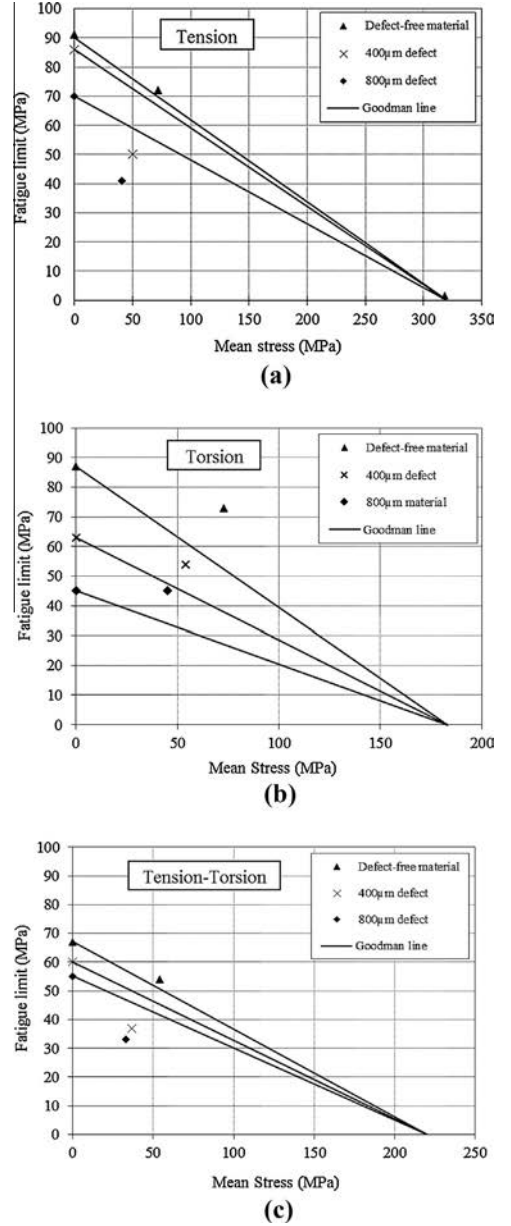 Tension
Defect-free material
400µm defect
800µm defect
Goodman line
100
90
80
70
60
50
40
30
20
10
0
Fatigue limit (MPa)
0 50 100 150 200 250 300 350
Mean stress (MPa)
(a)
Torsion
Defect-free material
400µm defect
800µm material
Goodman line
100
90
80
70
60
50
40
30
20
10
0
Fatigue limit (MPa)
0 50 100 150 200
Mean Stress (MPa)
(b)
Tension-Torsion
Defect-free material
400µm defect
800µm defect
Goodman line
100
90
80
70
60
50
40
30
20
10
0
Fatigue limit (MPa)
0 50 100 150 200 250
Mean Stress (MPa)
(c)